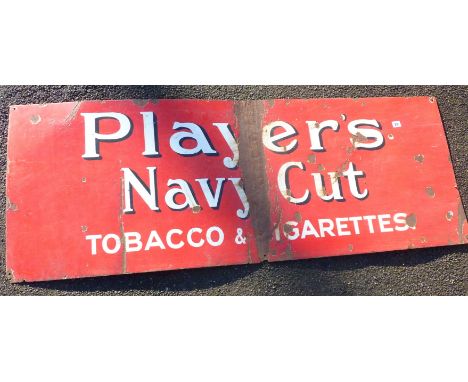 Player's
Navy Cut
TOBACCO & CIGARETTES.